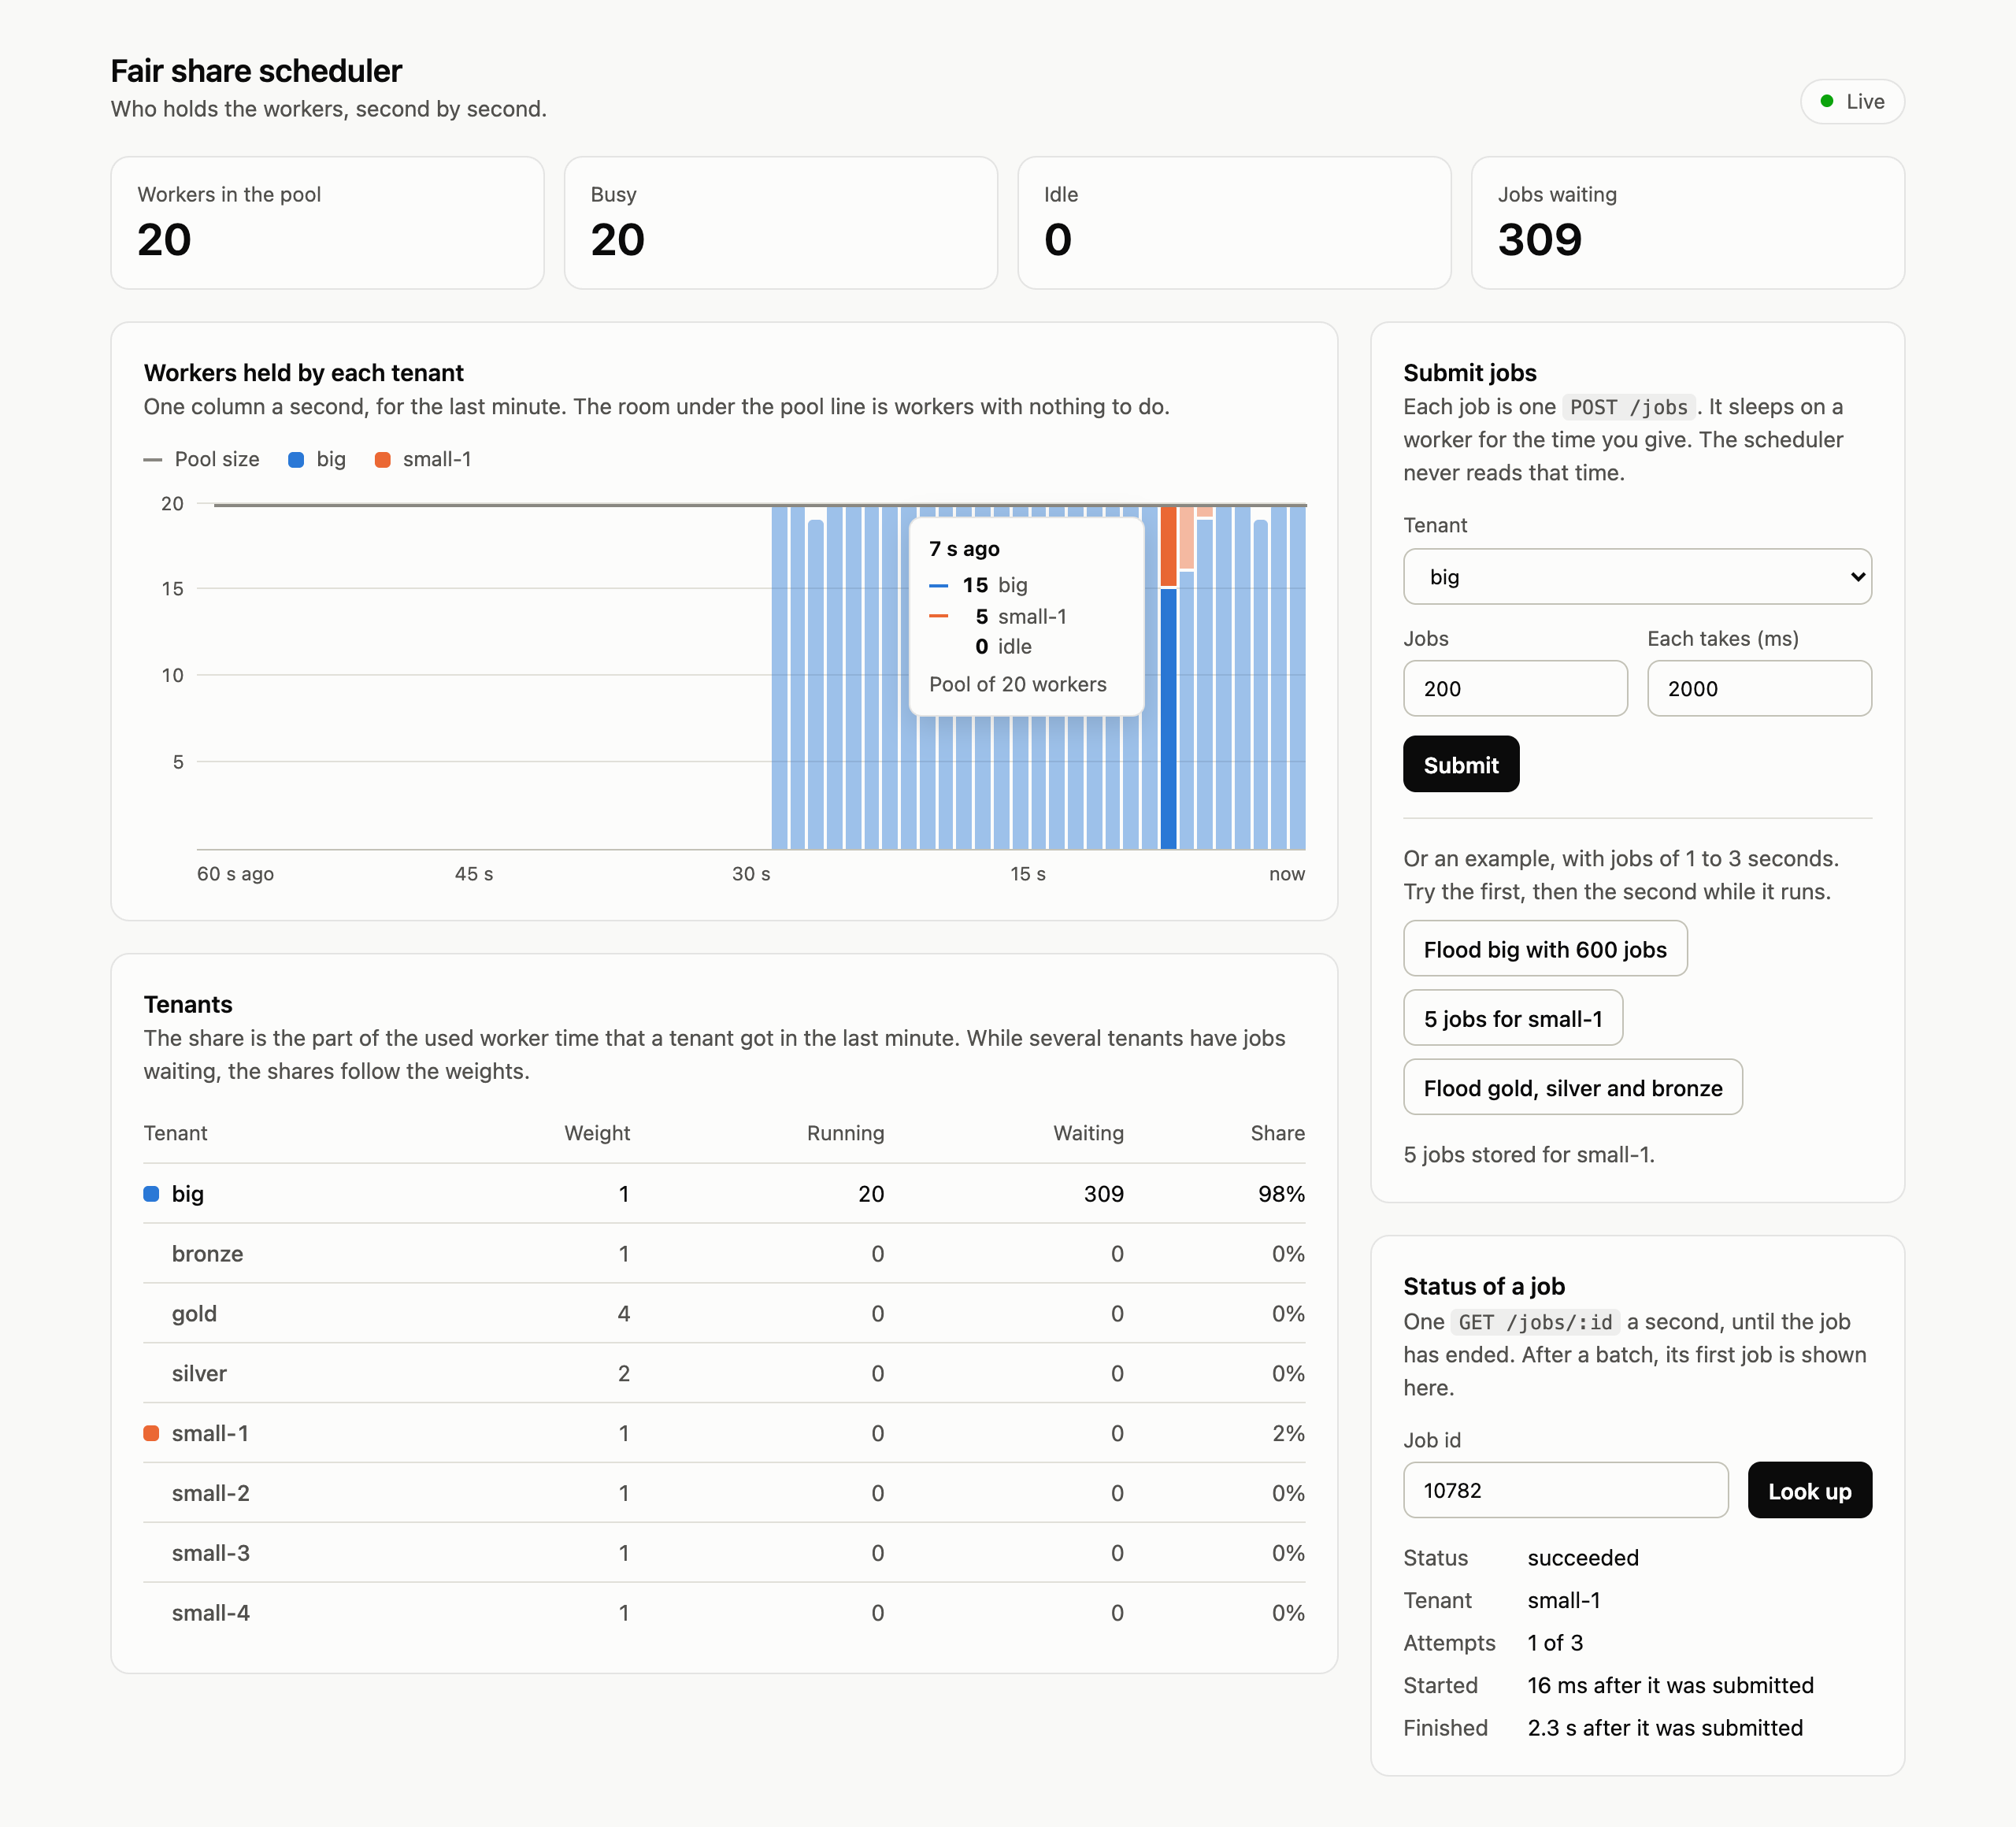 Fair share scheduler
Who holds the workers, second by second.
Live
Workers in the pool
20
Busy
20
Idle
0
Jobs waiting
309
Workers held by each tenant
One column a second, for the last minute. The room under the pool line is workers with nothing to do.
Pool size big small-1
20
15
10
5
60 s ago 45 s 30 s 15 s now
7 s ago
15 big
5 small-1
0 idle
Pool of 20 workers
Tenants
The share is the part of the used worker time that a tenant got in the last minute. While several tenants have jobs
waiting, the shares follow the weights.
Tenant Weight Running Waiting Share
big 1 20 309 98%
bronze 1 0 0 0%
gold 4 0 0 0%
silver 2 0 0 0%
small-1 1 0 0 2%
small-2 1 0 0 0%
small-3 1 0 0 0%
small-4 1 0 0 0%
Submit jobs
Each job is one POST /jobs. It sleeps on a
worker for the time you give. The scheduler
never reads that time.
Tenant
big
Jobs Each takes (ms)
200 2000
Submit
Or an example, with jobs of 1 to 3 seconds.
Try the first, then the second while it runs.
Flood big with 600 jobs
5 jobs for small-1
Flood gold, silver and bronze
5 jobs stored for small-1.
Status of a job
One GET /jobs/:id a second, until the job
has ended. After a batch, its first job is shown
here.
Job id
10782 Look up
Status succeeded
Tenant small-1
Attempts 1 of 3
Started 16 ms after it was submitted
Finished 2.3 s after it was submitted